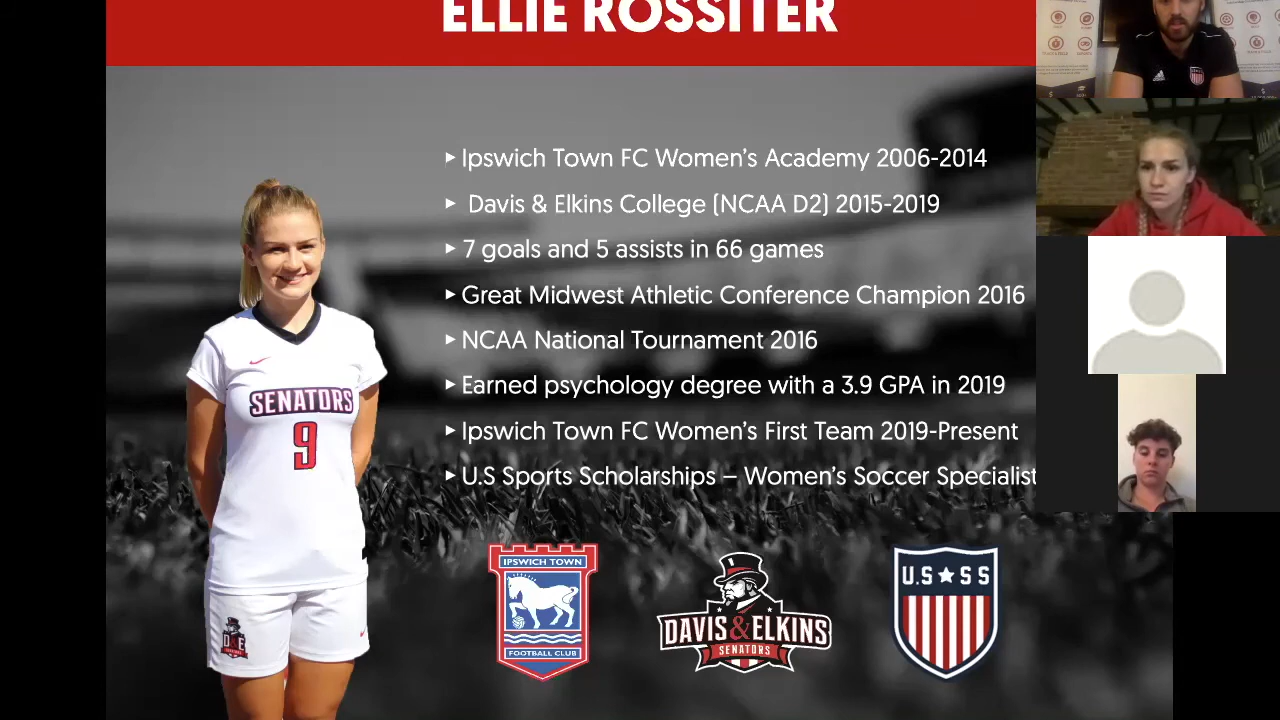 ELLIE ROSSITER
Ipswich Town FC Women's Academy 2006-2014
Davis & Elkins College (NCAA D2) 2015-2019
7 goals and 5 assists in 66 games
Great Midwest Athletic Conference Champion 2016
NCAA National Tournament 2016
Earned psychology degree with a 3.9 GPA in 2019
Ipswich Town FC Women's First Team 2019-Present
U.S Sports Scholarships – Women's Soccer Specialist
SENATORS
9
D&E
IPSWICH TOWN
FOOTBALL CLUB
DAVIS & ELKINS
SENATORS
U.S ★ S S